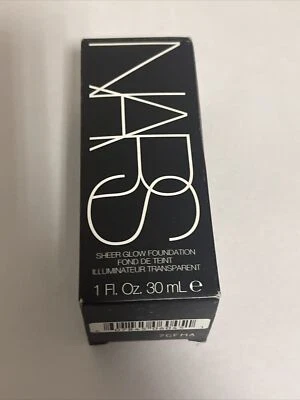 NARS
SHEER GLOW FOUNDATION
FOND DE TEINT
ILLUMINATEUR TRANSPARENT
1 Fl. Oz. 30 mL ℮